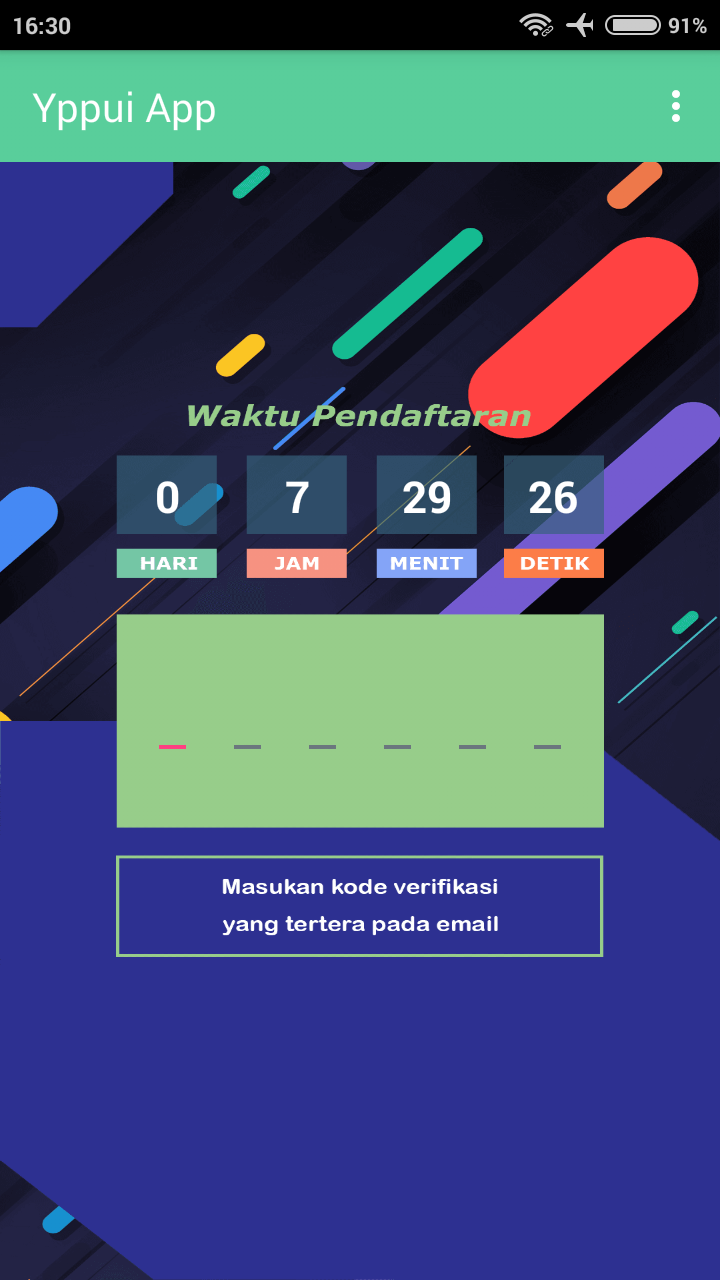 16:30 91%
Yppui App
Waktu Pendaftaran
0 7 29 26
HARI JAM MENIT DETIK
Masukan kode verifikasi
yang tertera pada email